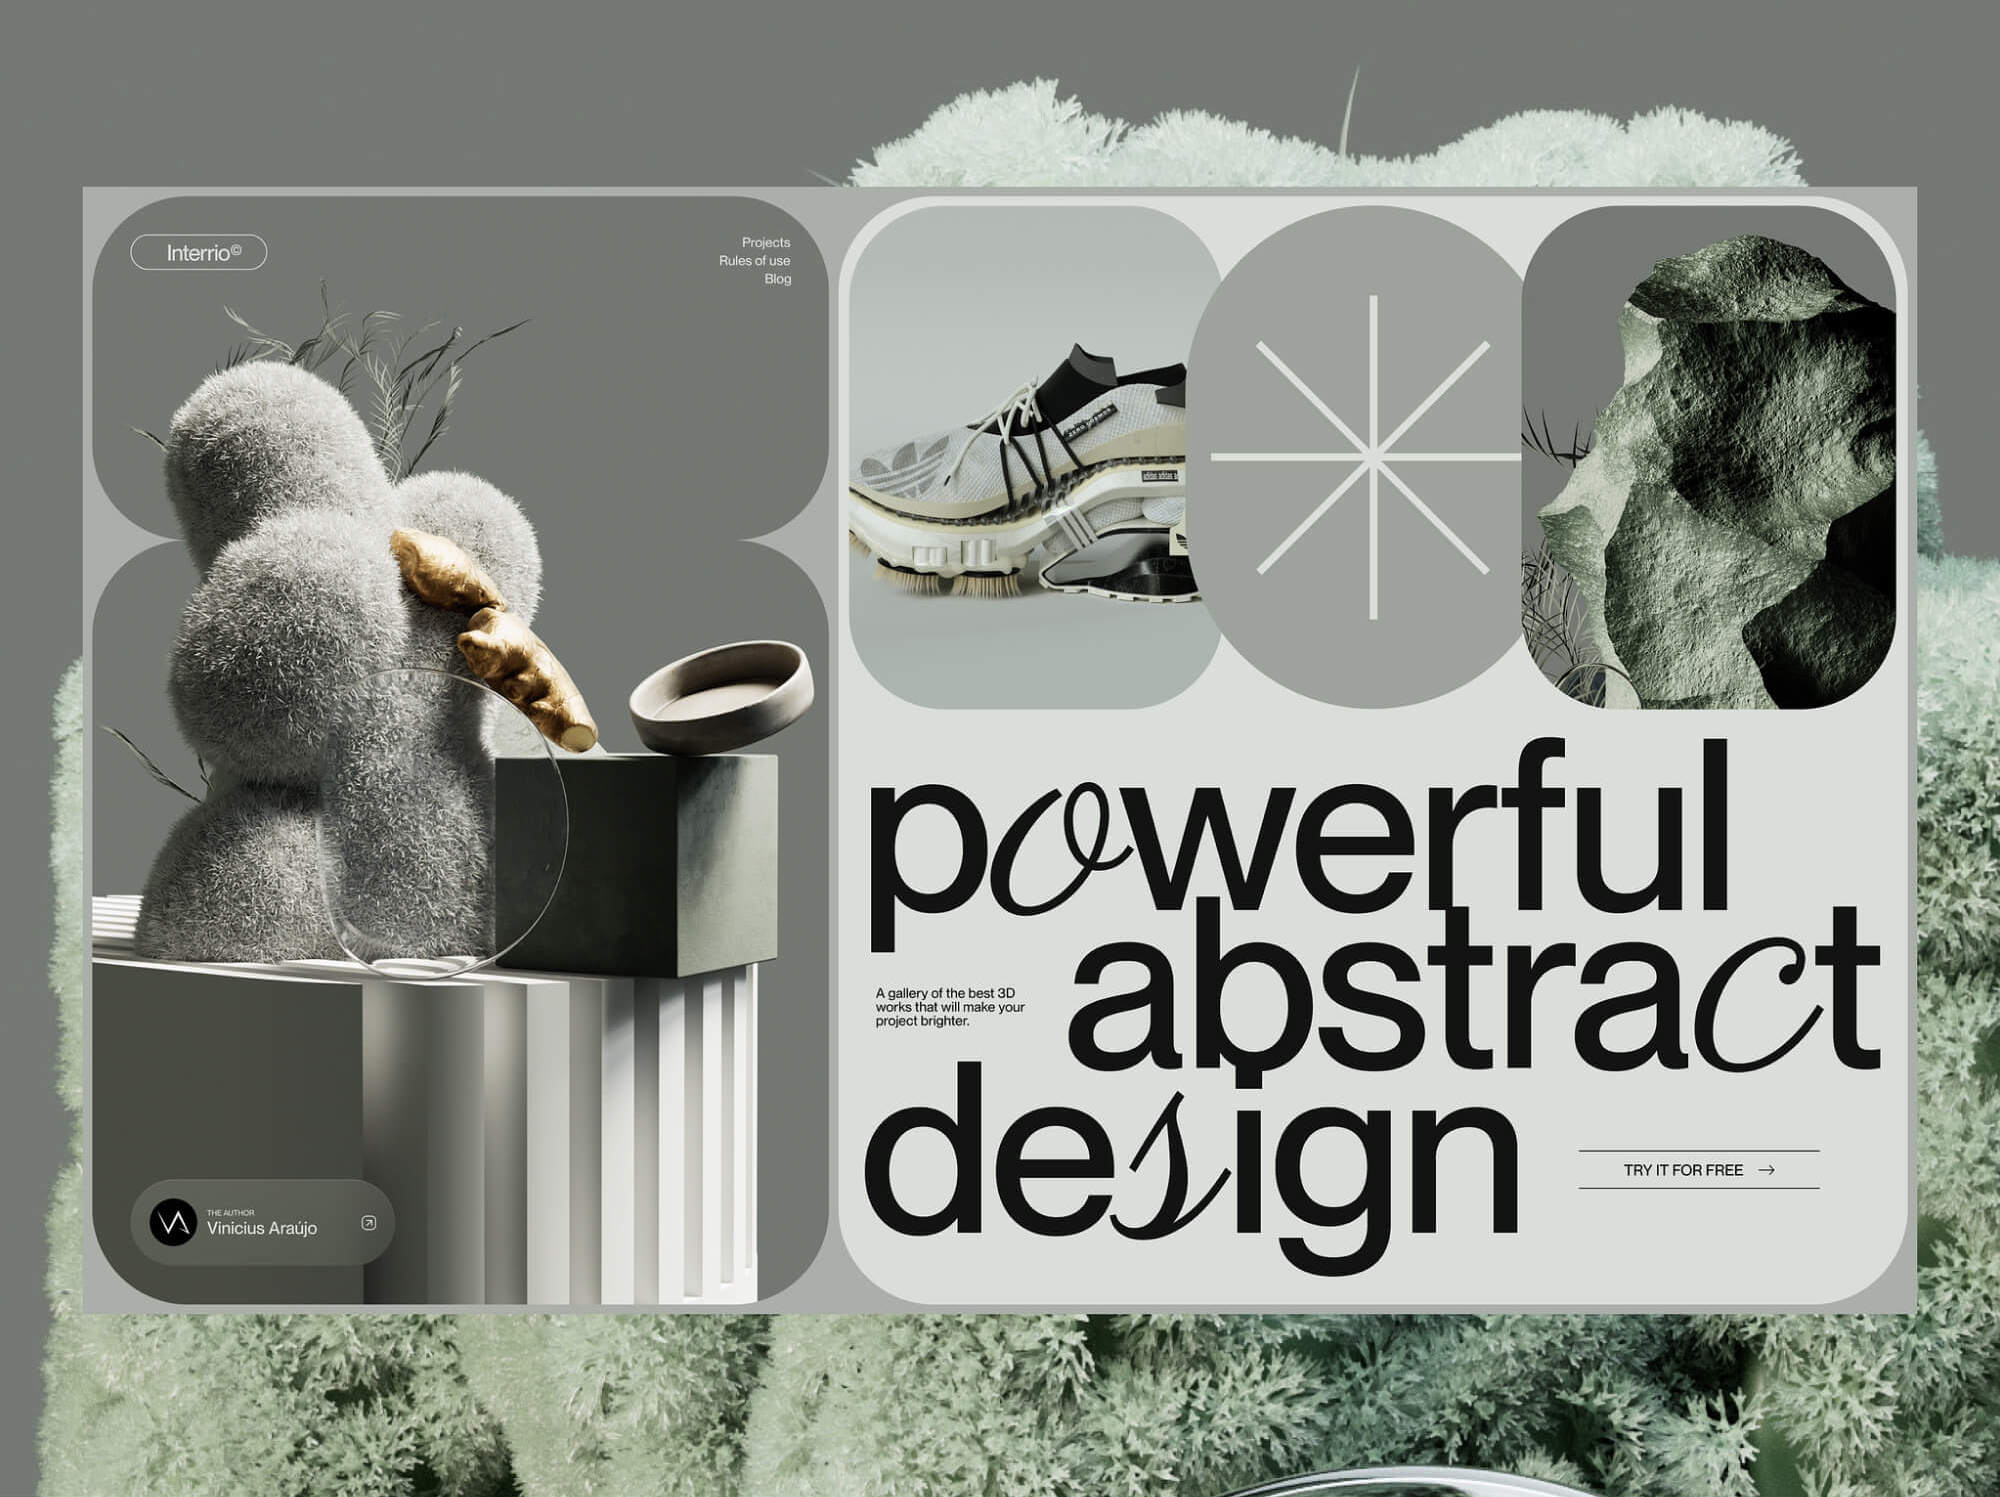 Interrio©
Projects
Rules of use
Blog
powerful
abstract
design
A gallery of the best 3D
works that will make your
project brighter.
TRY IT FOR FREE →
VA
THE AUTHOR
Vinicius Araújo